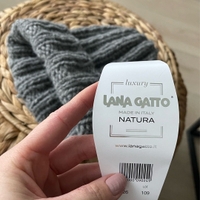 luxury
LANA GATTO
MADE IN ITALY
NATURA
www.lanagatto.it
100